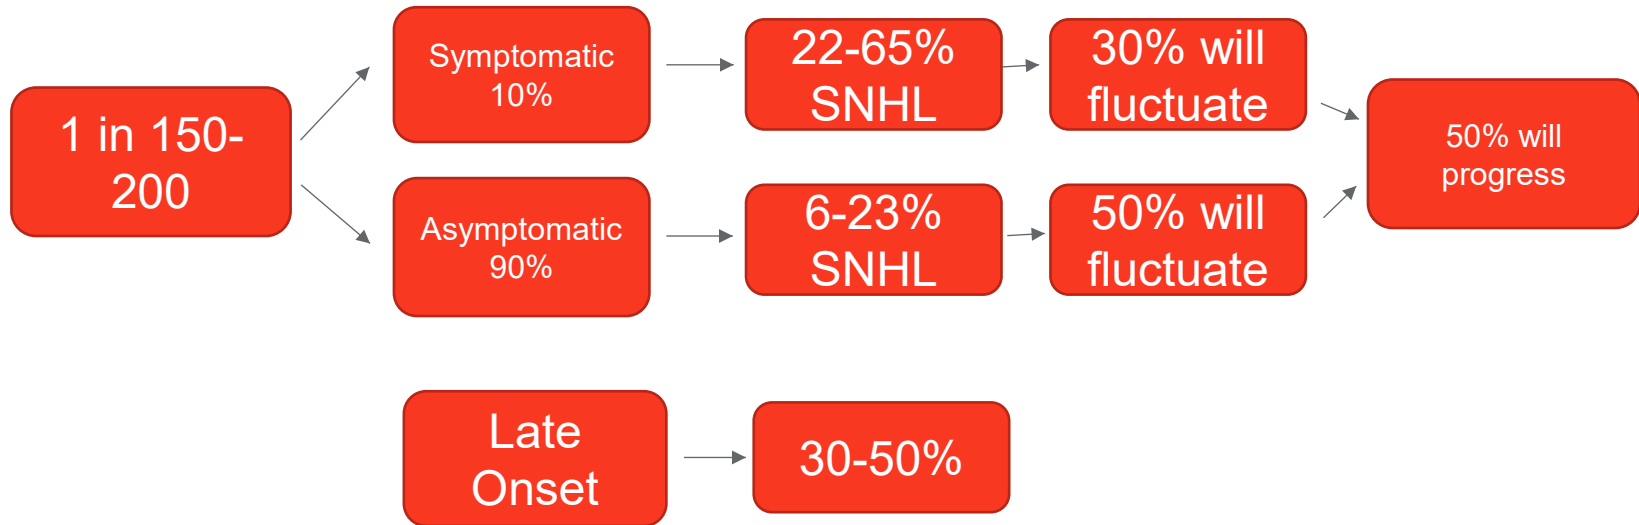 1 in 150-
200
Symptomatic
10%
22-65%
SNHL
30% will
fluctuate
Asymptomatic
90%
6-23%
SNHL
50% will
fluctuate
50% will
progress
Late
Onset
30-50%